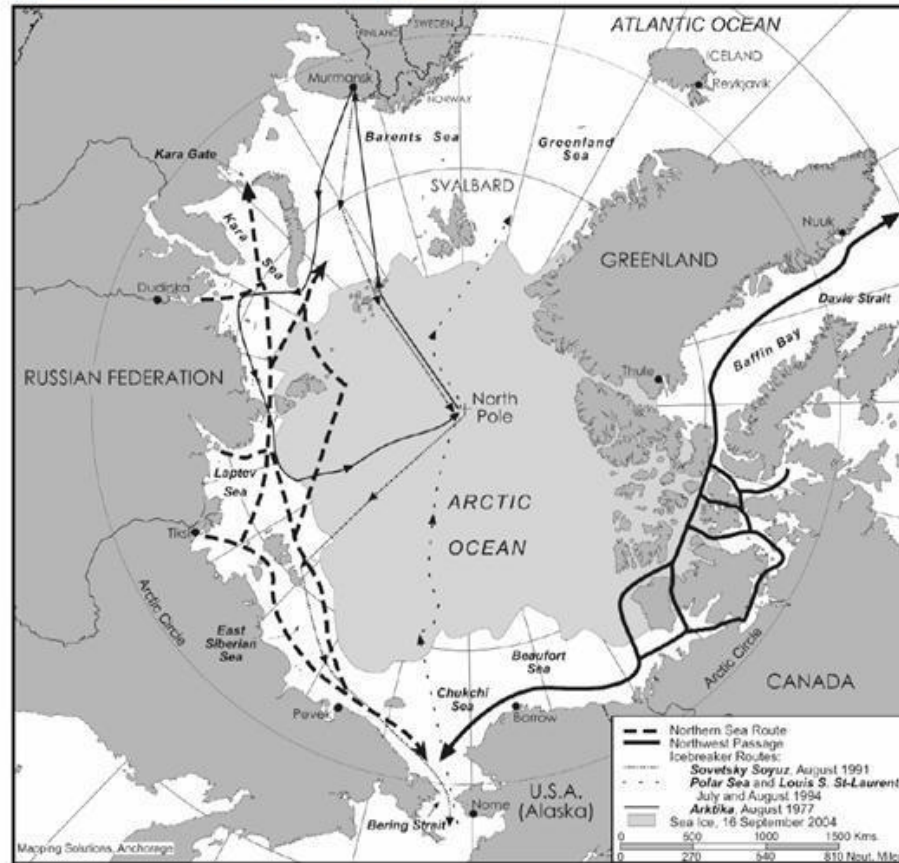 ATLANTIC OCEAN
SWEDEN
FINLAND
ICELAND
Reykjavik
Murmansk
NORWAY
Barents Sea
Greenland
Sea
Kara Gate
SVALBARD
Kara
Sea
Nuuk
GREENLAND
Dudinska
Davie Strait
Baffin Bay
RUSSIAN FEDERATION
Thule
North
Pole
Laptev
Sea
ARCTIC
OCEAN
Tiksi
Arctic Circle
East
Siberian
Sea
Beaufort
Sea
Arctic Circle
Chukchi
Sea
CANADA
Pevek
Barrow
U.S.A.
(Alaska)
Nome
Bering Strait
Northern Sea Route
Northwest Passage
Icebreaker Routes:
Sovetsky Soyuz, August 1991
Polar Sea and Louis S. St-Laurent
July and August 1994
Arktika, August 1977
Sea Ice, 16 September 2004
0 500 1000 1500 Kms.
0 270 540 810 Naut. Miles
Mapping Solutions, Anchorage